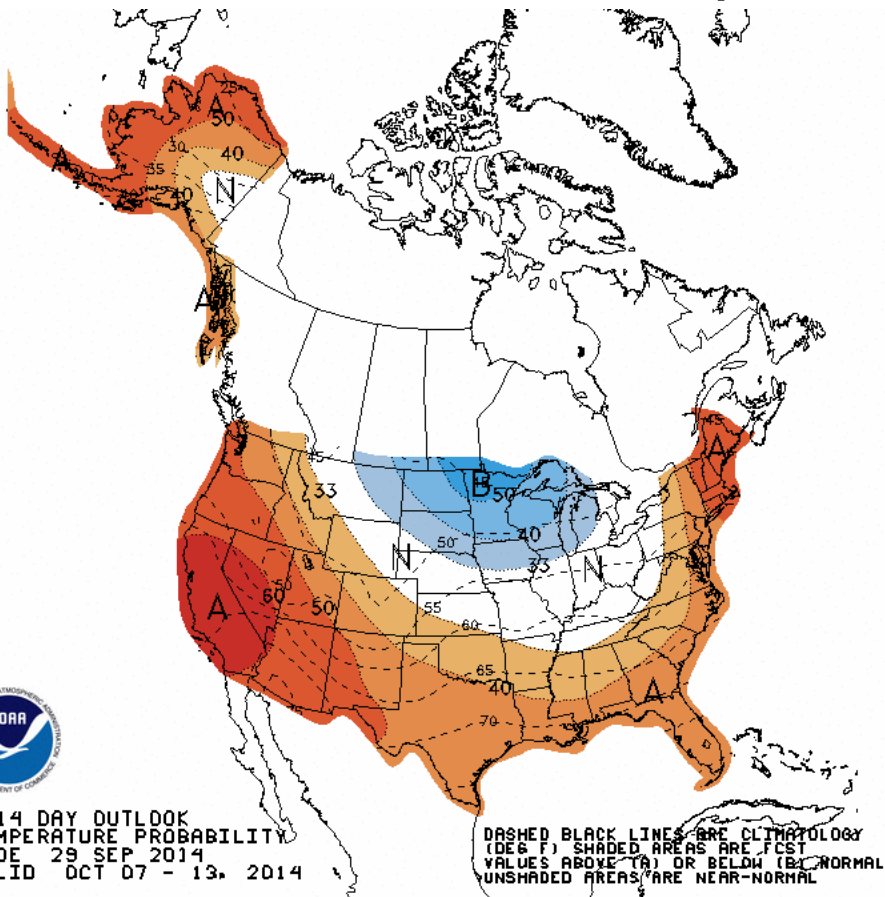 25
A
50
30
40
A
35
40
N
A
45
A
45
33
B 50
50
40
N
33
N
50
60
50
55
A
60
65
40
A
70
NOAA
14 DAY OUTLOOK
MPERATURE PROBABILITY
DE 29 SEP 2014
LID OCT 07 - 13, 2014
DASHED BLACK LINES ARE CLIMATOLOGY
(DEG F) SHADED AREAS ARE FCST
VALUES ABOVE (A) OR BELOW (B) NORMAL
UNSHADED AREAS ARE NEAR-NORMAL